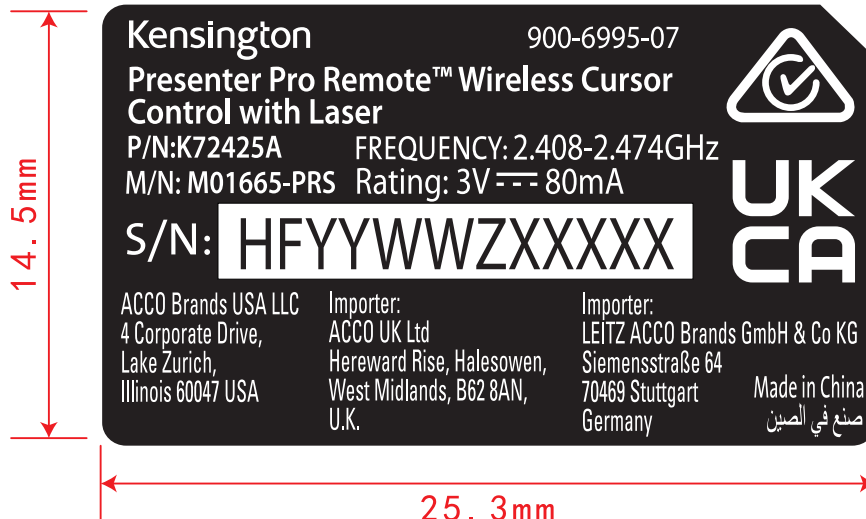 Kensington 900-6995-07
Presenter Pro Remote™ Wireless Cursor
Control with Laser
P/N:K72425A FREQUENCY: 2.408-2.474GHz
M/N: M01665-PRS Rating: 3V ⎓ 80mA
S/N: HFYYWWZXXXXX
UK
CA
ACCO Brands USA LLC
4 Corporate Drive,
Lake Zurich,
Illinois 60047 USA
Importer:
ACCO UK Ltd
Hereward Rise, Halesowen,
West Midlands, B62 8AN,
U.K.
Importer:
LEITZ ACCO Brands GmbH & Co KG
Siemensstraße 64
70469 Stuttgart
Germany
Made in China
صنع في الصين
14.5mm
25.3mm